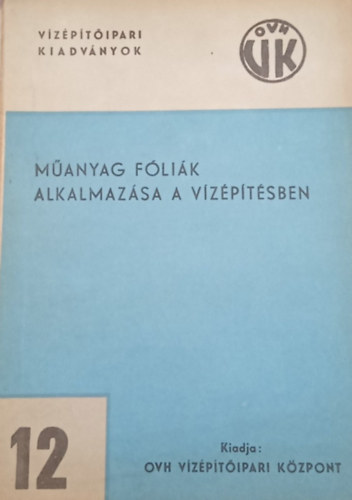 VÍZÉPÍTŐIPARI
KIADVÁNYOK
OVH
VK
MŰANYAG FÓLIÁK
ALKALMAZÁSA A VÍZÉPÍTÉSBEN
12
Kiadja:
OVH VÍZÉPÍTŐIPARI KÖZPONT